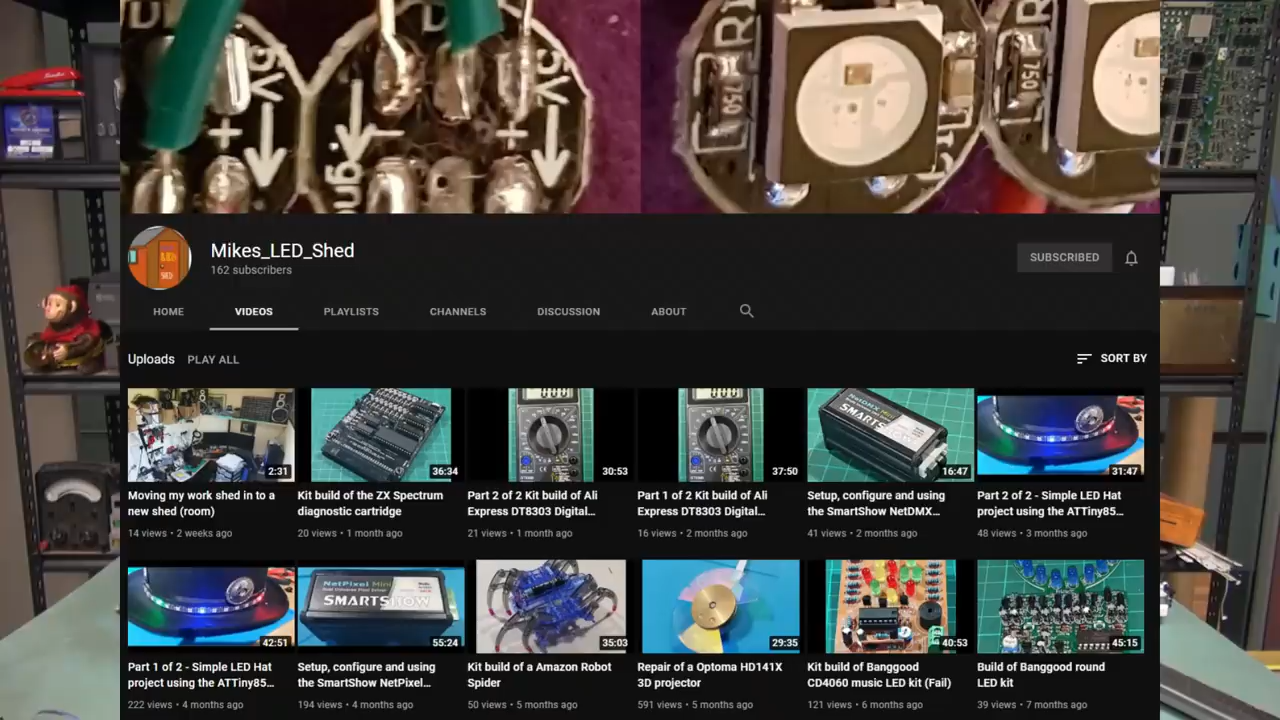 5V
5V
+
−
+
750
750
Mikes_LED_Shed
162 subscribers
SUBSCRIBED
HOME
VIDEOS
PLAYLISTS
CHANNELS
DISCUSSION
ABOUT
Uploads
PLAY ALL
SORT BY
2:31
36:34
30:53
37:50
NetDMX
SMARTS
16:47
31:47
Moving my work shed in to a
new shed (room)
14 views • 2 weeks ago
Kit build of the ZX Spectrum
diagnostic cartridge
20 views • 1 month ago
Part 2 of 2 Kit build of Ali
Express DT8303 Digital...
21 views • 1 month ago
Part 1 of 2 Kit build of Ali
Express DT8303 Digital...
16 views • 2 months ago
Setup, configure and using
the SmartShow NetDMX...
41 views • 2 months ago
Part 2 of 2 - Simple LED Hat
project using the ATTiny85...
48 views • 3 months ago
42:51
NetPixel Mini
SMARTSHOW
55:24
35:03
29:35
40:53
45:15
Part 1 of 2 - Simple LED Hat
project using the ATTiny85...
222 views • 4 months ago
Setup, configure and using
the SmartShow NetPixel...
194 views • 4 months ago
Kit build of a Amazon Robot
Spider
50 views • 5 months ago
Repair of a Optoma HD141X
3D projector
591 views • 5 months ago
Kit build of Banggood
CD4060 music LED kit (Fail)
121 views • 6 months ago
Build of Banggood round
LED kit
39 views • 7 months ago